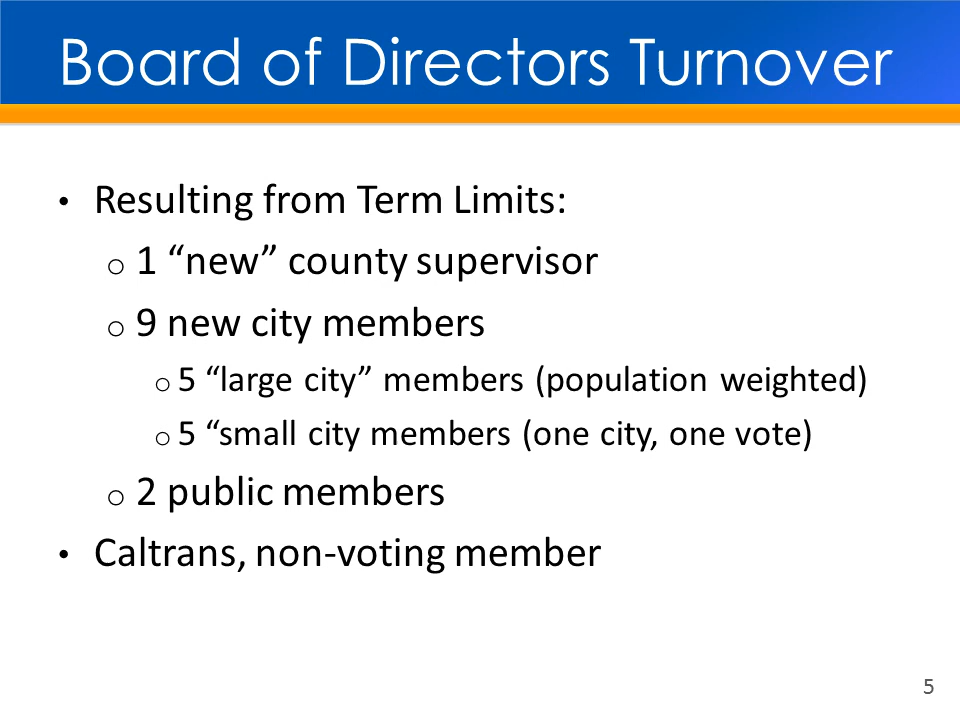 Board of Directors Turnover
• Resulting from Term Limits:
o 1 “new” county supervisor
o 9 new city members
o 5 “large city” members (population weighted)
o 5 “small city members (one city, one vote)
o 2 public members
• Caltrans, non-voting member
5